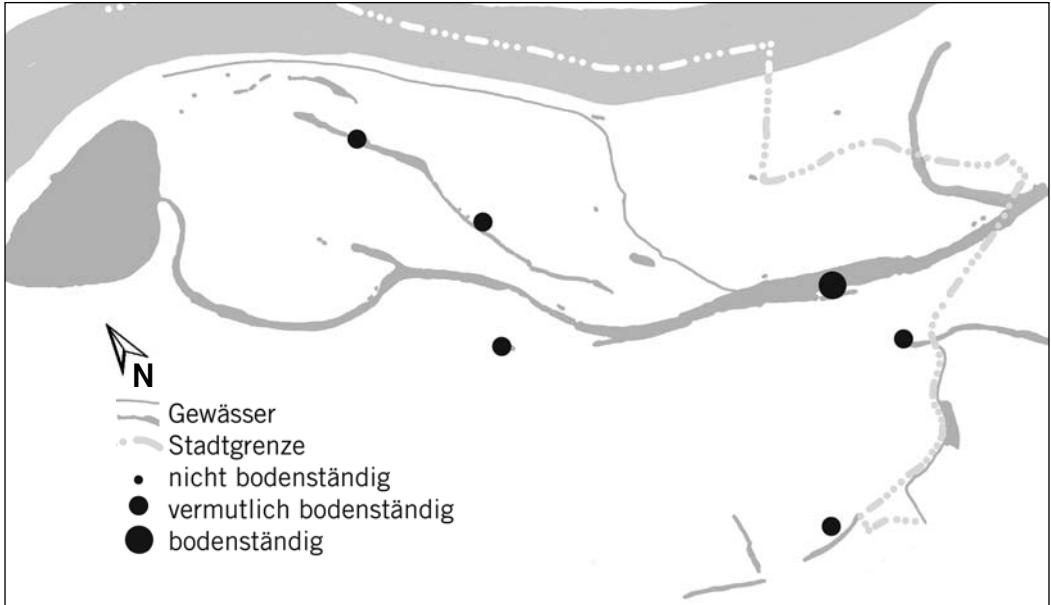 N
Gewässer
Stadtgrenze
nicht bodenständig
vermutlich bodenständig
bodenständig